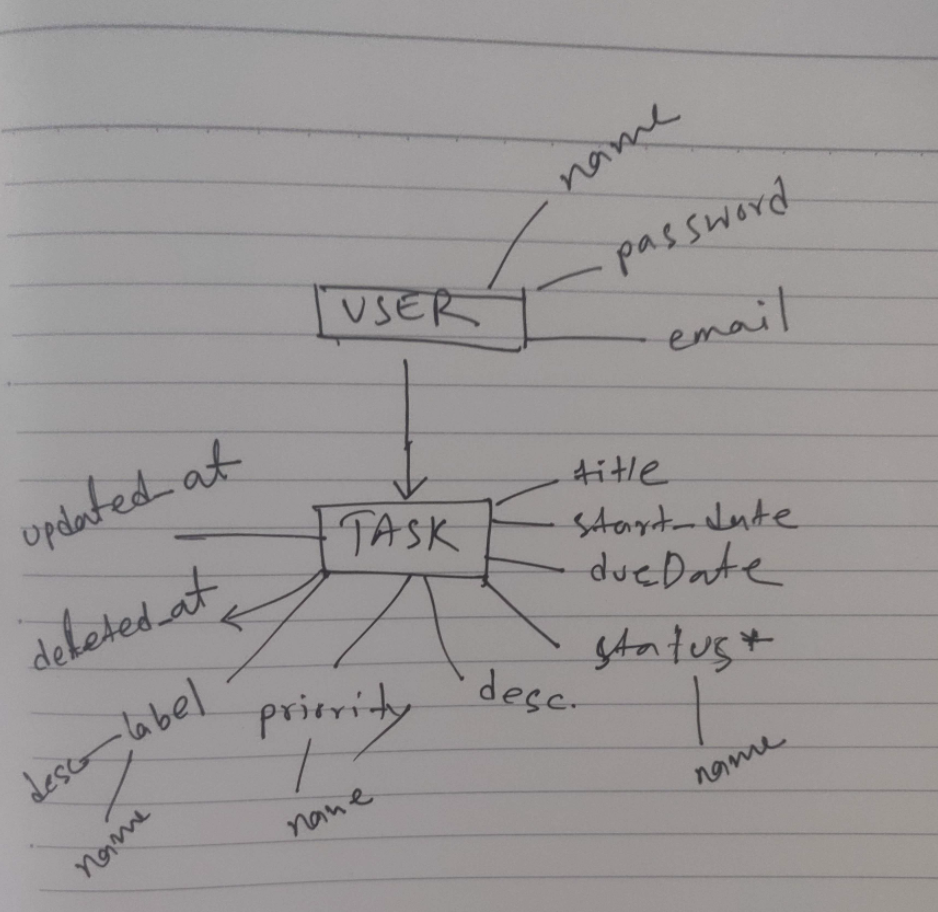 name
password
USER
email
updated_at
title
TASK
start_date
dueDate
deleted_at
status*
label
priority
desc.
desc
name
name
name